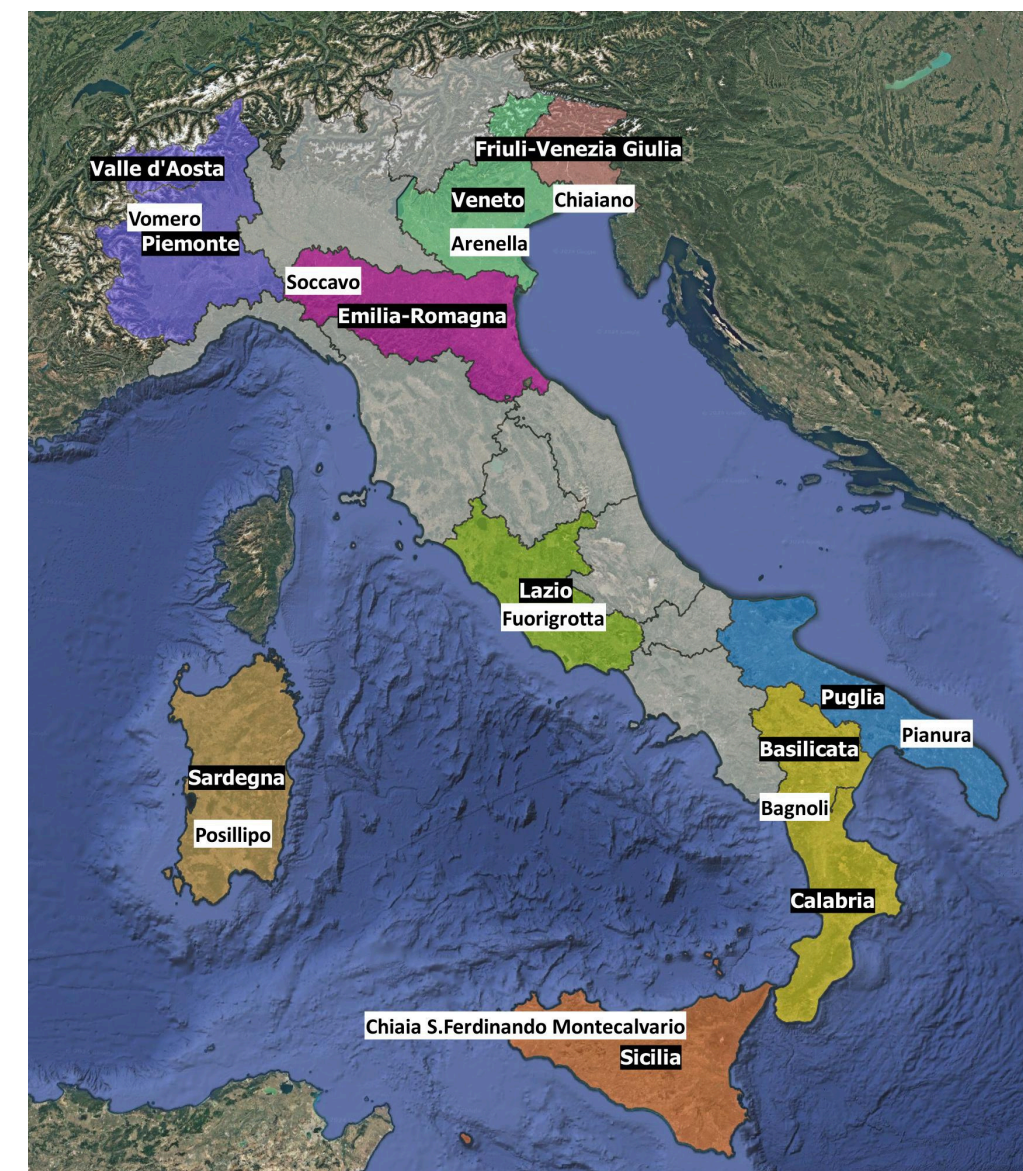 Friuli-Venezia Giulia
Valle d'Aosta
Veneto
Chiaiano
Vomero
Piemonte
Arenella
Soccavo
Emilia-Romagna
Lazio
Fuorigrotta
Puglia
Pianura
Basilicata
Sardegna
Bagnoli
Posillipo
Calabria
Chiaia S.Ferdinando Montecalvario
Sicilia